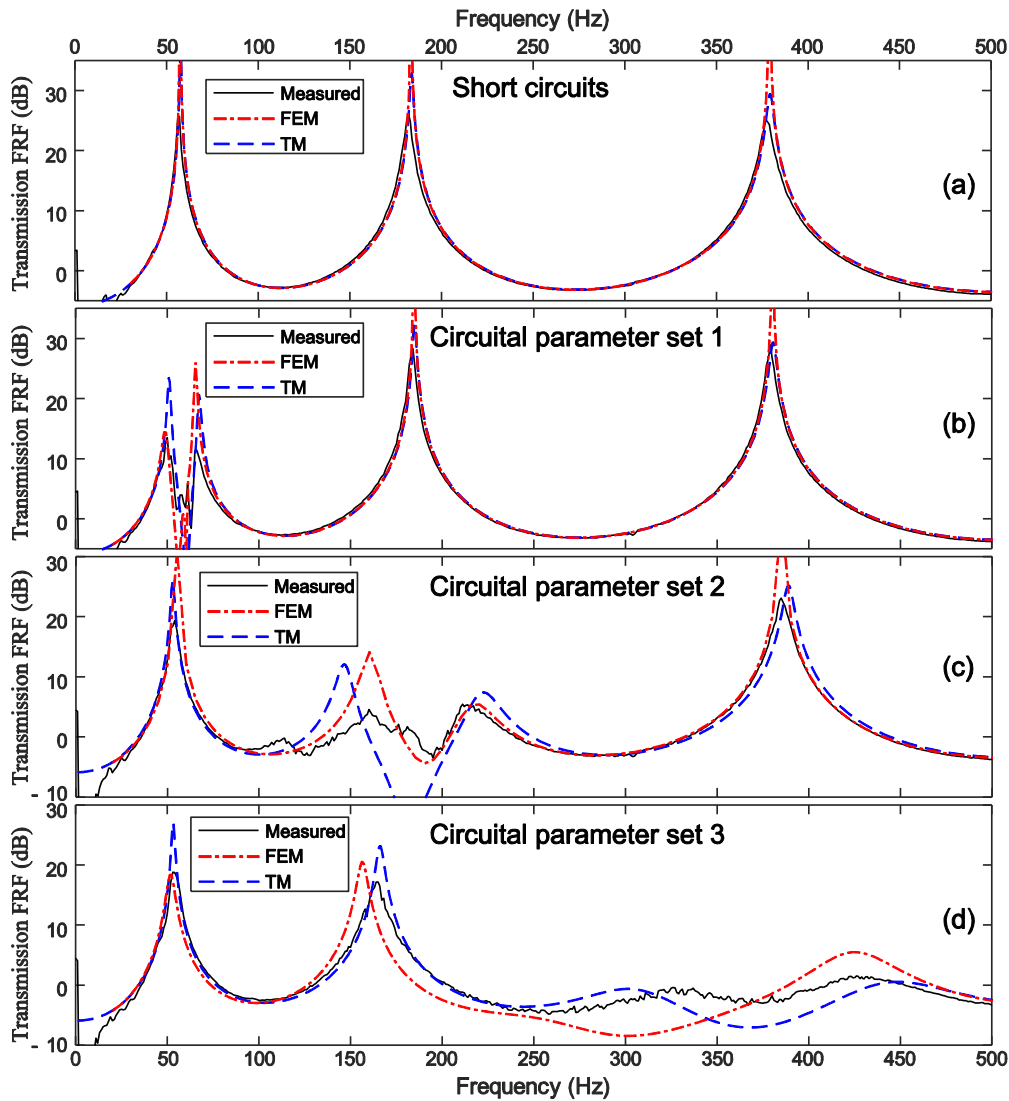 Frequency (Hz)
0 50 100 150 200 250 300 350 400 450 500
Transmission FRF (dB)
30
20
10
0
Measured
FEM
TM
Short circuits
(a)
Transmission FRF (dB)
30
20
10
0
Measured
FEM
TM
Circuital parameter set 1
(b)
Transmission FRF (dB)
30
20
10
0
- 10
Measured
FEM
TM
Circuital parameter set 2
(c)
Transmission FRF (dB)
30
20
10
0
- 10
Measured
FEM
TM
Circuital parameter set 3
(d)
0 50 100 150 200 250 300 350 400 450 500
Frequency (Hz)